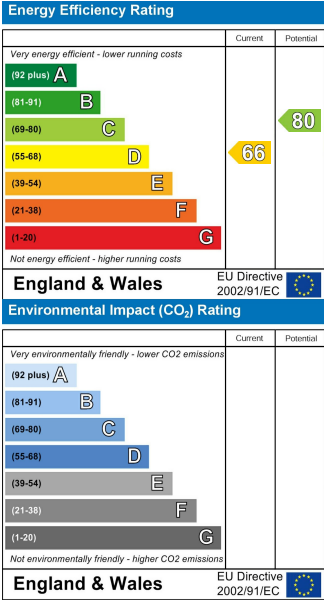 Energy Efficiency Rating
Current Potential
Very energy efficient - lower running costs
(92 plus) A
(81-91) B
(69-80) C
80
(55-68) D
66
(39-54) E
(21-38) F
(1-20) G
Not energy efficient - higher running costs
England & Wales
EU Directive
2002/91/EC
Environmental Impact (CO₂) Rating
Current Potential
Very environmentally friendly - lower CO2 emissions
(92 plus) A
(81-91) B
(69-80) C
(55-68) D
(39-54) E
(21-38) F
(1-20) G
Not environmentally friendly - higher CO2 emissions
England & Wales
EU Directive
2002/91/EC